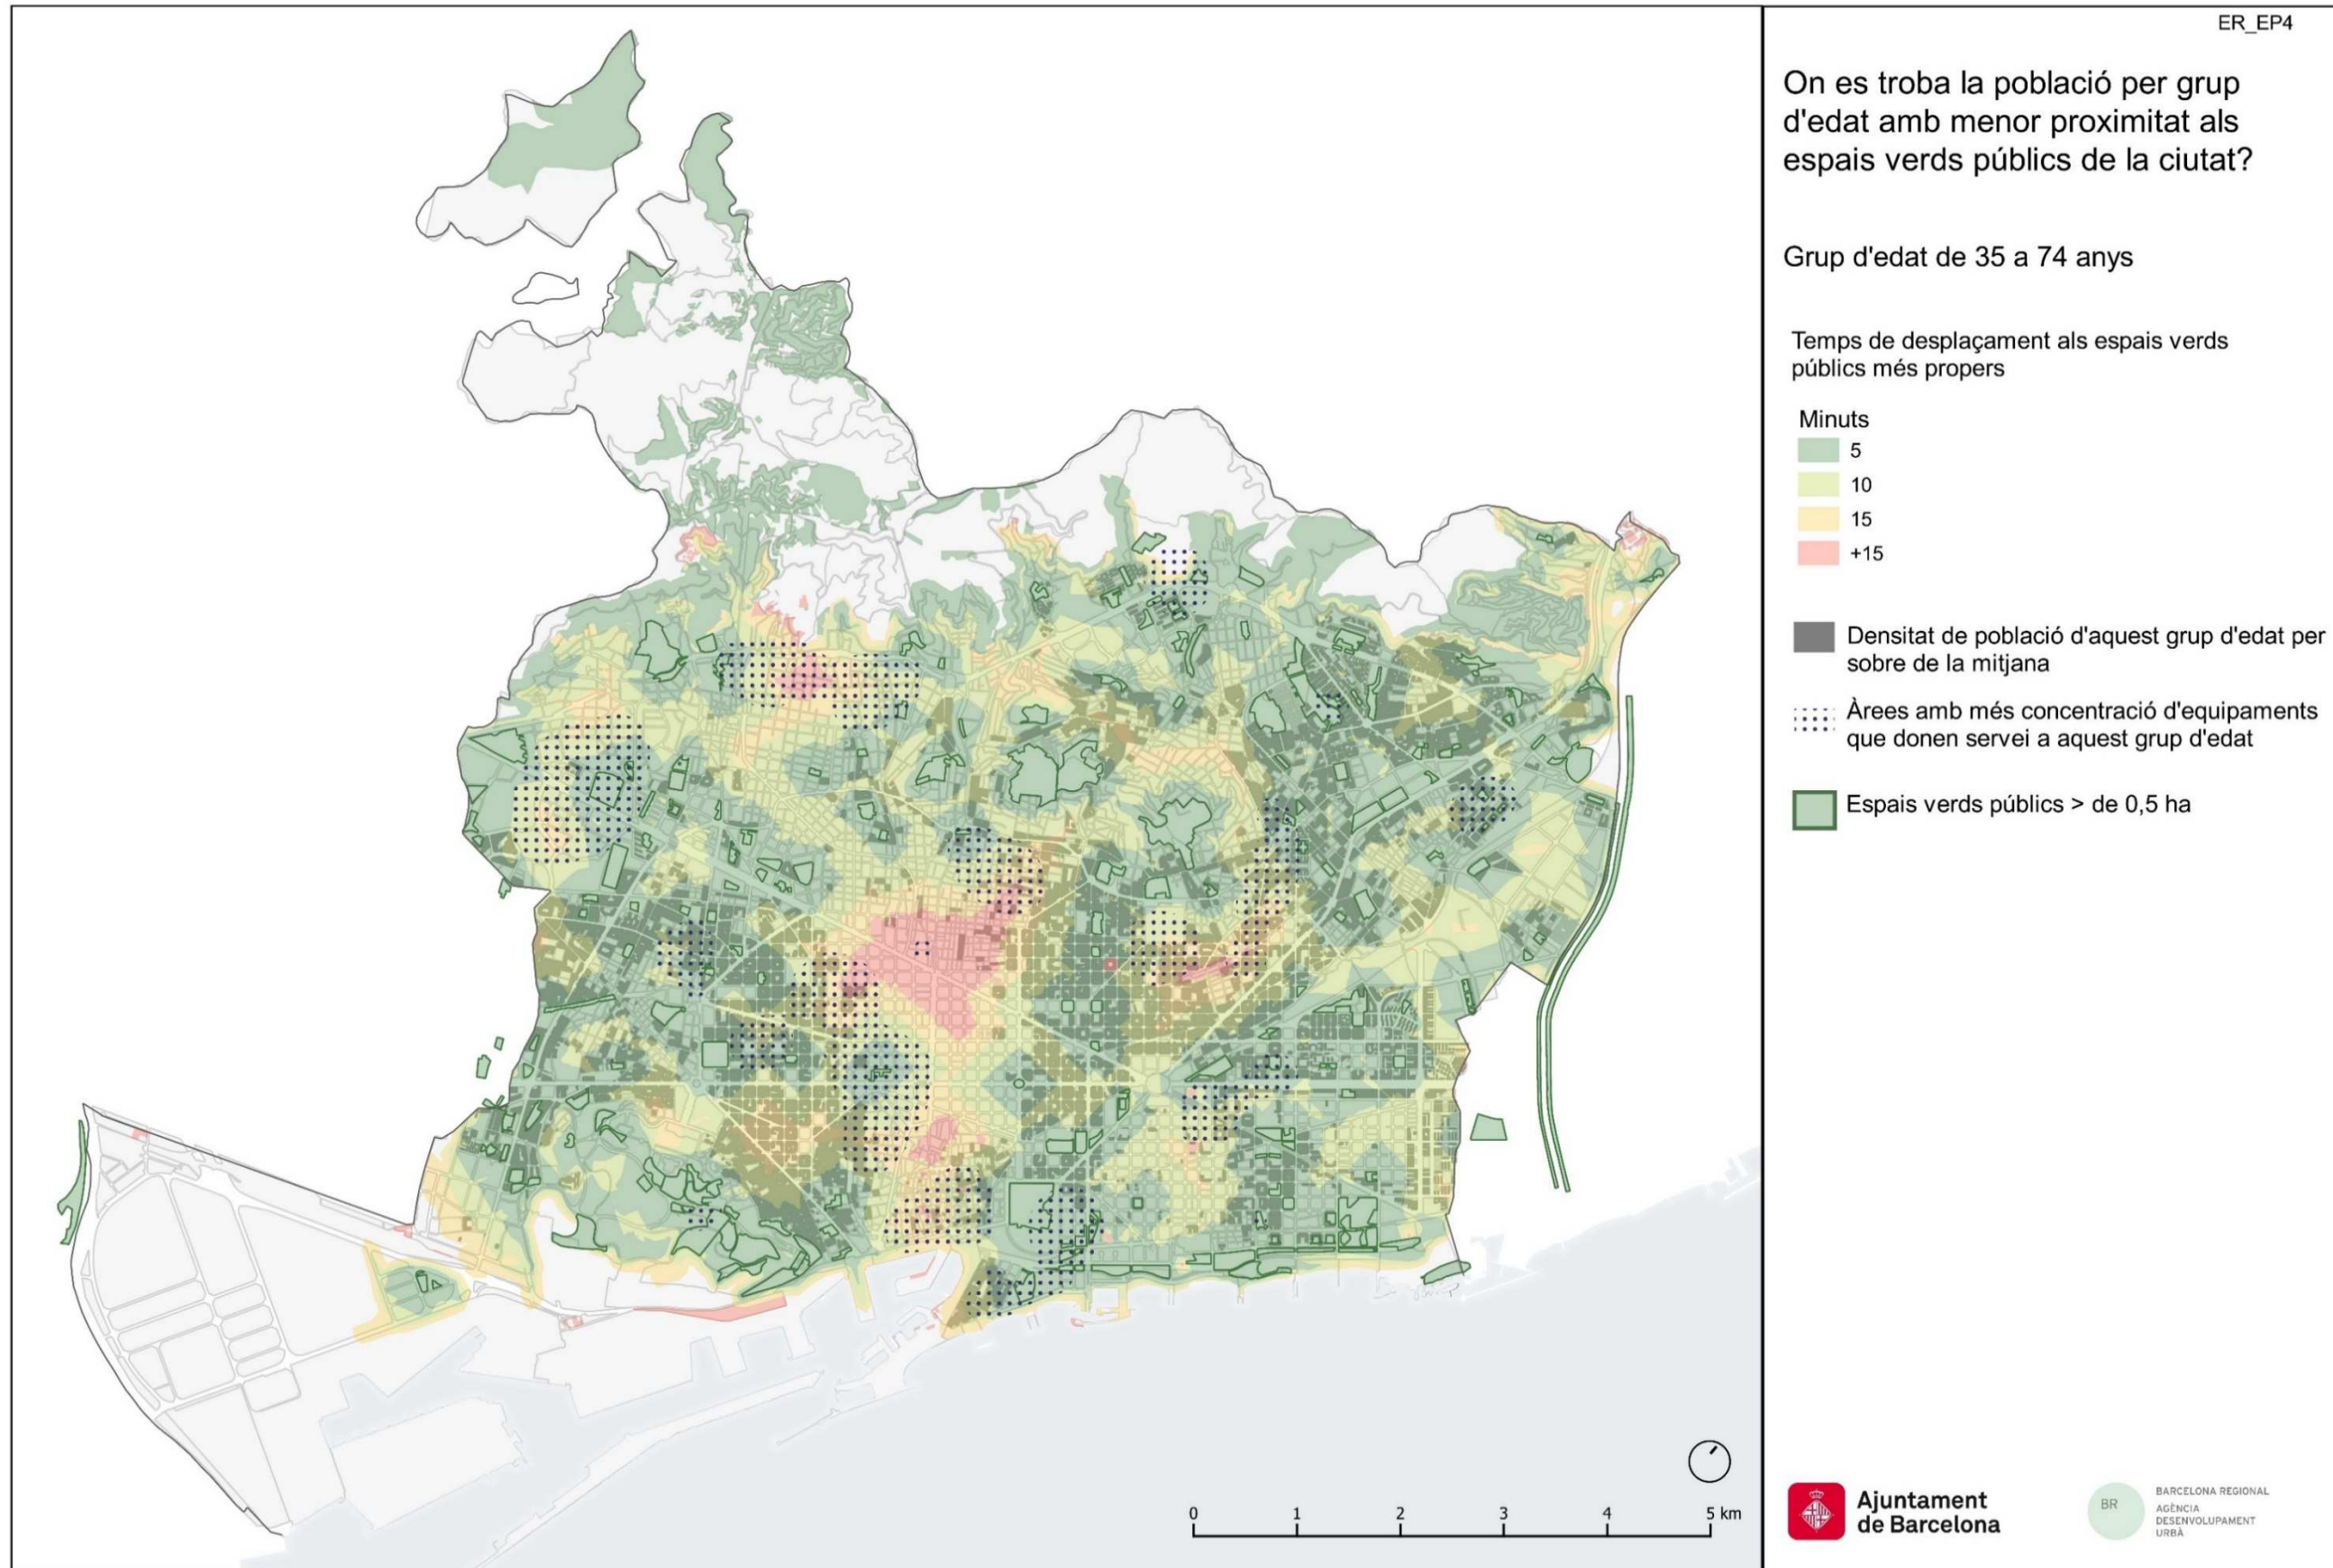 ER_EP4
On es troba la població per grup
d'edat amb menor proximitat als
espais verds públics de la ciutat?
Grup d'edat de 35 a 74 anys
Temps de desplaçament als espais verds
públics més propers
Minuts
5
10
15
+15
Densitat de població d'aquest grup d'edat per
sobre de la mitjana
Àrees amb més concentració d'equipaments
que donen servei a aquest grup d'edat
Espais verds públics > de 0,5 ha
0 1 2 3 4 5 km
Ajuntament
de Barcelona
BR
BARCELONA REGIONAL
AGÈNCIA
DESENVOLUPAMENT
URBÀ